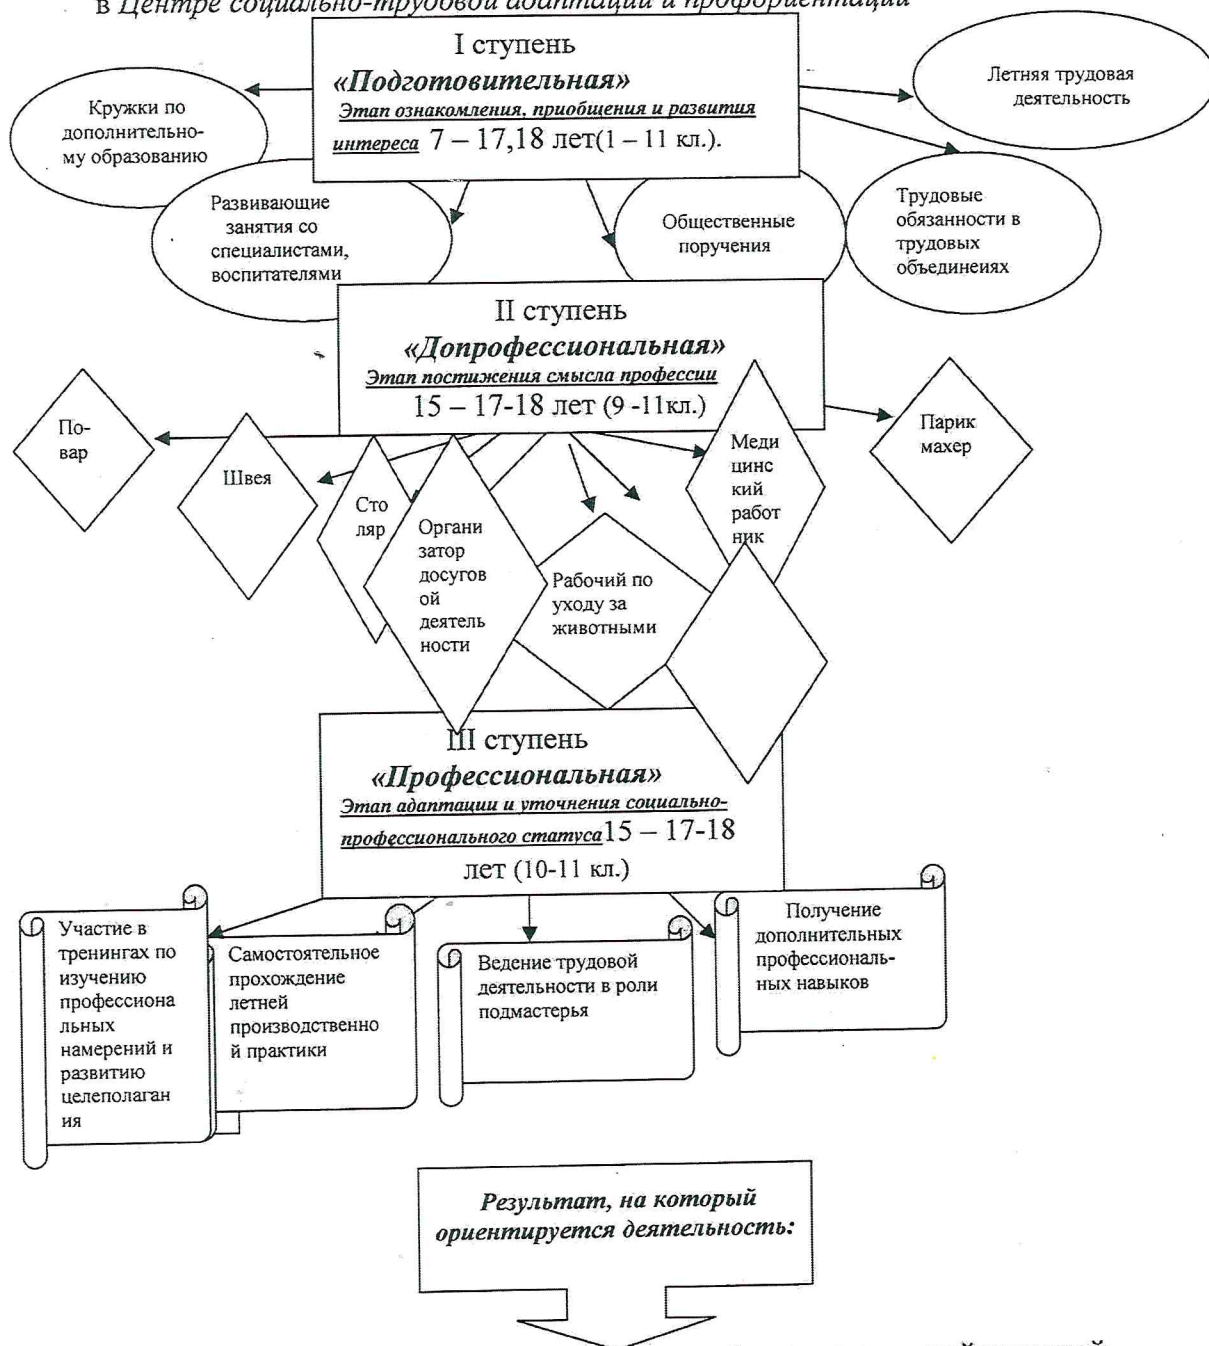 в Центре социально-трудовой адаптации и профориентации
I ступень
«Подготовительная»
Этап ознакомления, приобщения и развития
интереса 7 – 17,18 лет(1 – 11 кл.).
Кружки по
дополнительно-
му образованию
Летняя трудовая
деятельность
Развивающие
занятия со
специалистами,
воспитателями
Общественные
поручения
Трудовые
обязанности в
трудовых
объединеиях
II ступень
«Допрофессиональная»
Этап постижения смысла профессии
15 – 17-18 лет (9 -11кл.)
По-
вар
Швея
Сто
ляр
Органи
затор
досугов
ой
деятель
ности
Рабочий по
уходу за
животными
Меди
цинс
кий
работ
ник
Парик
махер
III ступень
«Профессиональная»
Этап адаптации и уточнения социально-
профессионального статуса15 – 17-18
лет (10-11 кл.)
Участие в
тренингах по
изучению
профессиона
льных
намерений и
развитию
целеполаган
ия
Самостоятельное
прохождение
летней
производственно
й практики
Ведение трудовой
деятельности в роли
подмастерья
Получение
дополнительных
профессиональ-
ных навыков
Результат, на который
ориентируется деятельность: